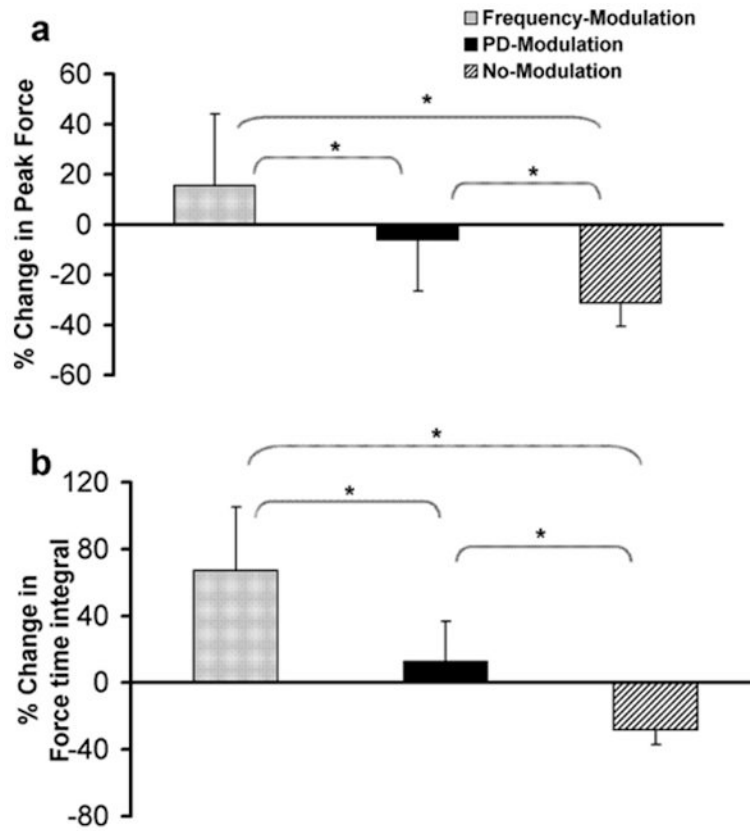 a
Frequency-Modulation
PD-Modulation
No-Modulation
% Change in Peak Force
60
40
20
0
-20
-40
-60
*
*
*
b
% Change in
Force time integral
120
80
40
0
-40
-80
*
*
*